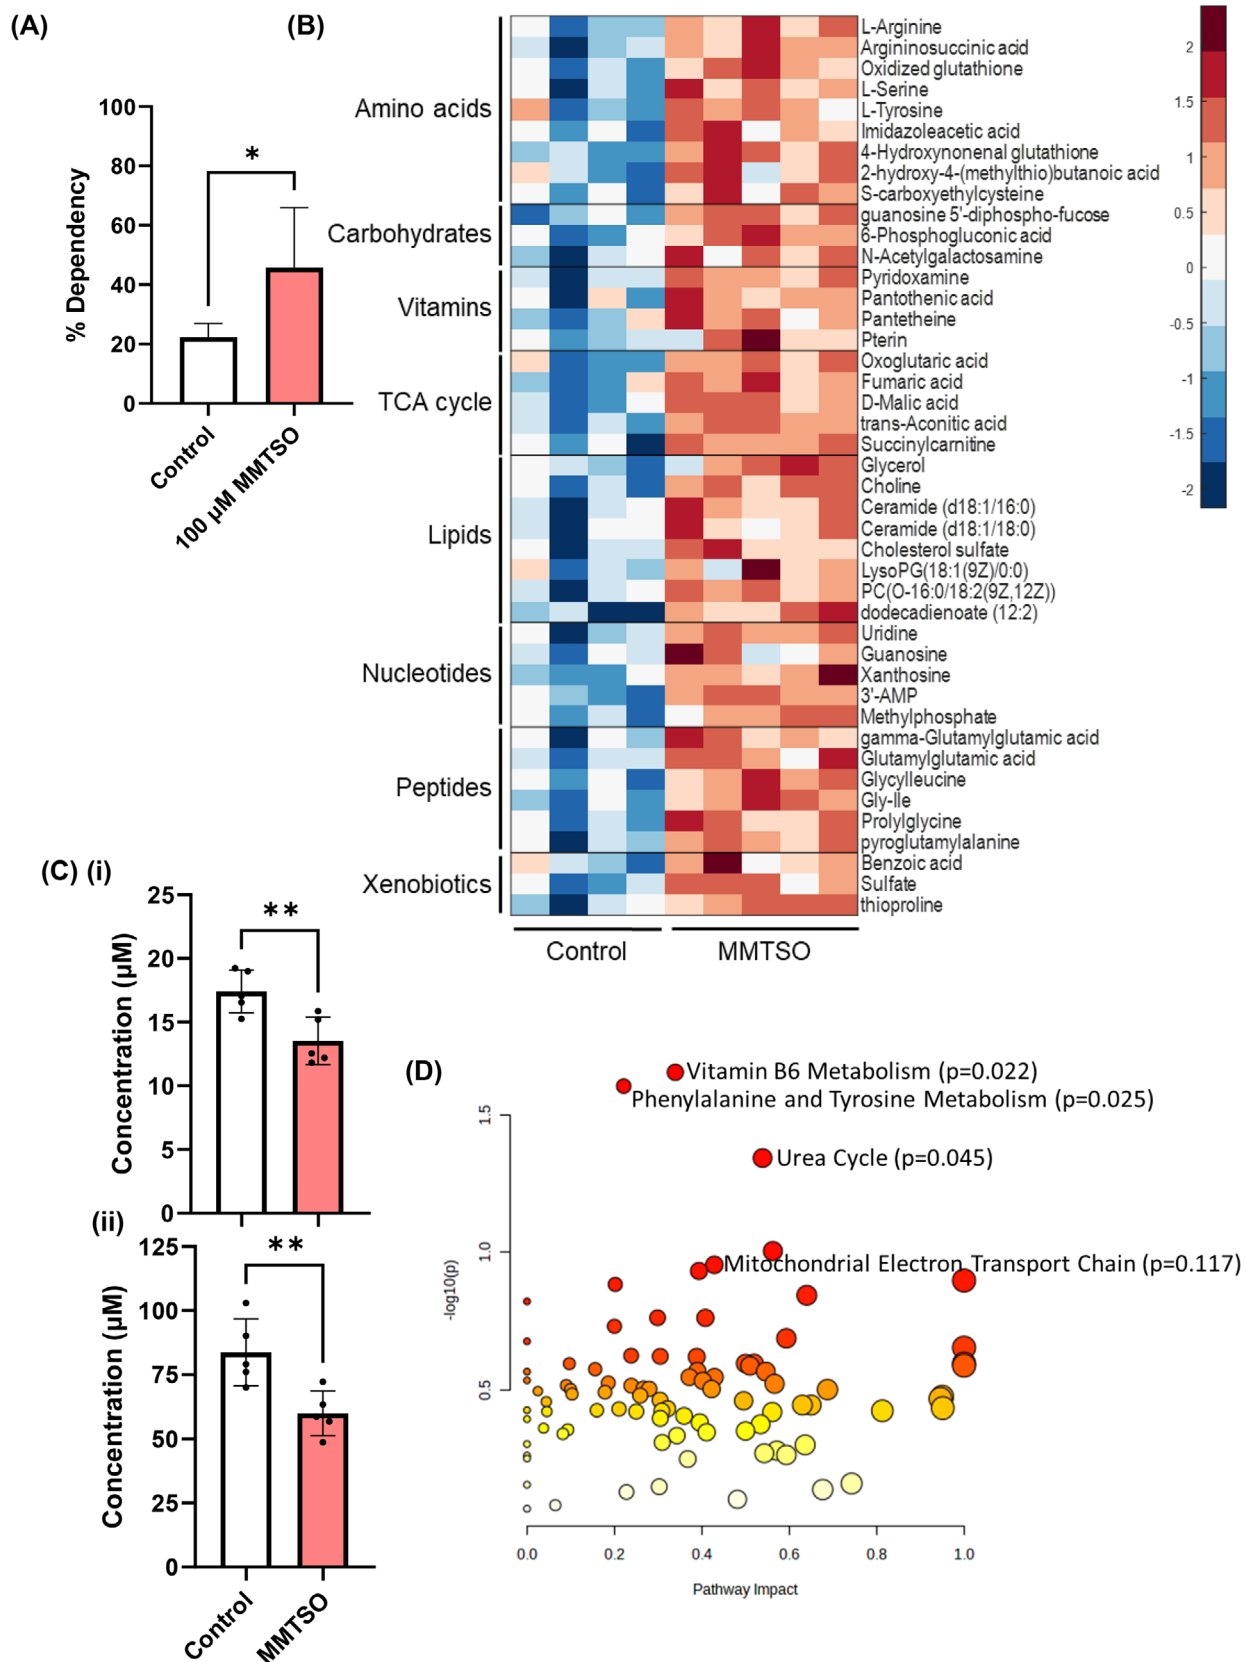 (A)
% Dependency
100
80
60
40
20
0
*
Control
100 µM MMTSO
(B)
Amino acids
Carbohydrates
Vitamins
TCA cycle
Lipids
Nucleotides
Peptides
Xenobiotics
L-Arginine
Argininosuccinic acid
Oxidized glutathione
L-Serine
L-Tyrosine
Imidazoleacetic acid
4-Hydroxynonenal glutathione
2-hydroxy-4-(methylthio)butanoic acid
S-carboxyethylcysteine
guanosine 5'-diphospho-fucose
6-Phosphogluconic acid
N-Acetylgalactosamine
Pyridoxamine
Pantothenic acid
Pantetheine
Pterin
Oxoglutaric acid
Fumaric acid
D-Malic acid
trans-Aconitic acid
Succinylcarnitine
Glycerol
Choline
Ceramide (d18:1/16:0)
Ceramide (d18:1/18:0)
Cholesterol sulfate
LysoPG(18:1(9Z)/0:0)
PC(O-16:0/18:2(9Z,12Z))
dodecadienoate (12:2)
Uridine
Guanosine
Xanthosine
3'-AMP
Methylphosphate
gamma-Glutamylglutamic acid
Glutamylglutamic acid
Glycylleucine
Gly-Ile
Prolylglycine
pyroglutamylalanine
Benzoic acid
Sulfate
thioproline
Control
MMTSO
2
1.5
1
0.5
0
-0.5
-1
-1.5
-2
(C) (i)
Concentration (µM)
25
20
15
10
5
0
**
(ii)
Concentration (µM)
125
100
75
50
25
0
**
Control
MMTSO
(D)
Vitamin B6 Metabolism (p=0.022)
Phenylalanine and Tyrosine Metabolism (p=0.025)
Urea Cycle (p=0.045)
Mitochondrial Electron Transport Chain (p=0.117)
-log10(p)
1.5
1.0
0.5
0.0
0.2
0.4
0.6
0.8
1.0
Pathway Impact